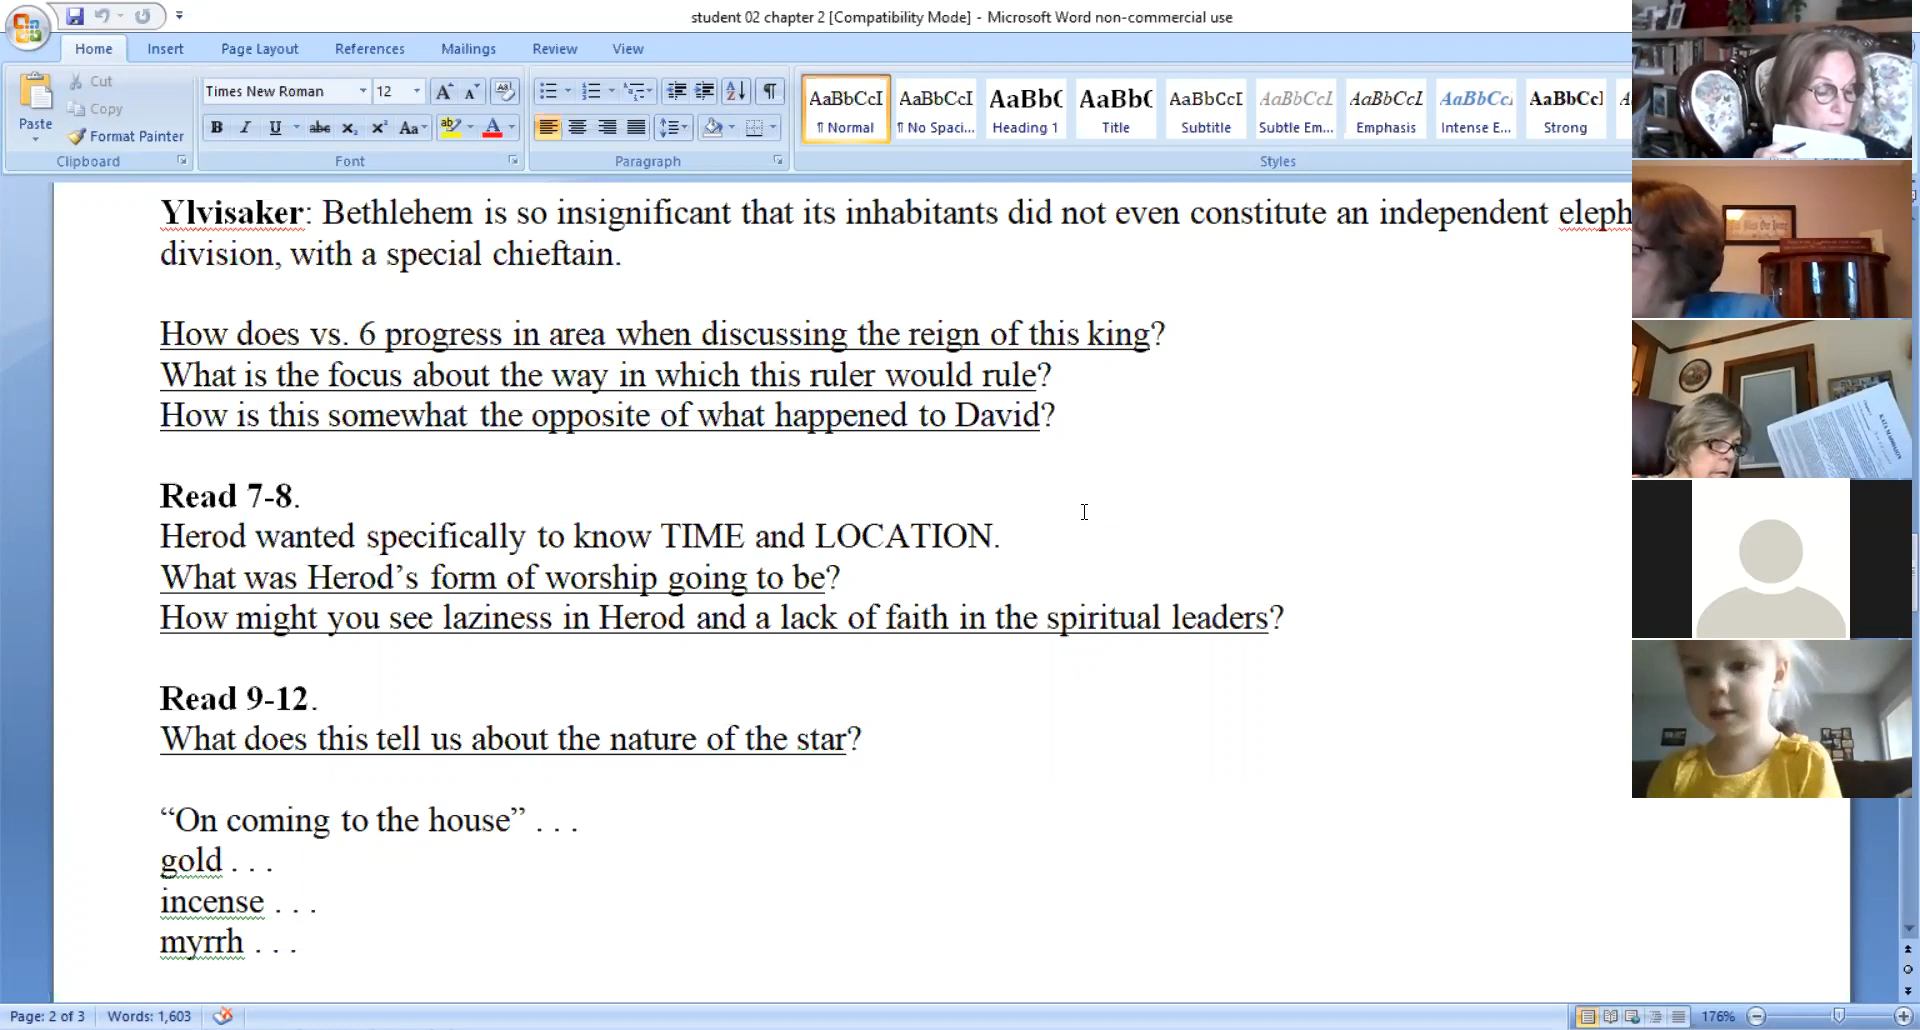 student 02 chapter 2 [Compatibility Mode] - Microsoft Word non-commercial use
Home Insert Page Layout References Mailings Review View
Paste
Cut
Copy
Format Painter
Clipboard
Times New Roman 12
Font
Paragraph
AaBbCcI AaBbCcI AaBb( AaBb( AaBbCcI AaBbCcL AaBbCcL AaBbCc. AaBbCcl
¶ Normal ¶ No Spaci... Heading 1 Title Subtitle Subtle Em... Emphasis Intense E... Strong
Styles
Ylvisaker: Bethlehem is so insignificant that its inhabitants did not even constitute an independent eleph
division, with a special chieftain.
How does vs. 6 progress in area when discussing the reign of this king?
What is the focus about the way in which this ruler would rule?
How is this somewhat the opposite of what happened to David?
Read 7-8.
Herod wanted specifically to know TIME and LOCATION.
What was Herod’s form of worship going to be?
How might you see laziness in Herod and a lack of faith in the spiritual leaders?
Read 9-12.
What does this tell us about the nature of the star?
“On coming to the house” . . .
gold . . .
incense . . .
myrrh . . .
Page: 2 of 3 Words: 1,603 176%